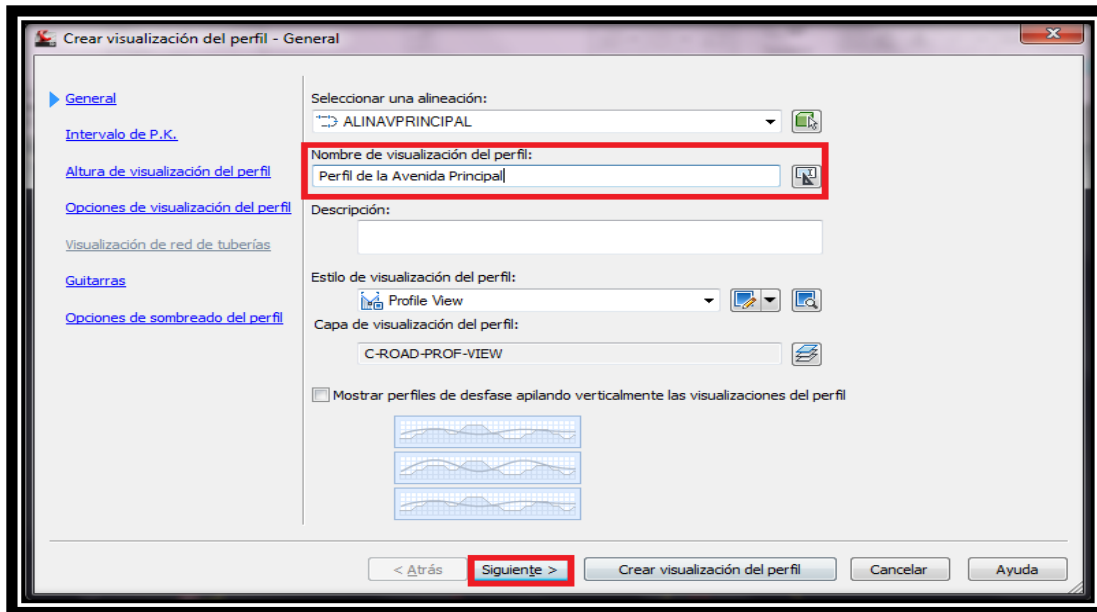 Crear visualización del perfil - General
General
Intervalo de P.K.
Altura de visualización del perfil
Opciones de visualización del perfil
Visualización de red de tuberías
Guitarras
Opciones de sombreado del perfil
Seleccionar una alineación:
ALINAVPRINCIPAL
Nombre de visualización del perfil:
Perfil de la Avenida Principal
Descripción:
Estilo de visualización del perfil:
Profile View
Capa de visualización del perfil:
C-ROAD-PROF-VIEW
Mostrar perfiles de desfase apilando verticalmente las visualizaciones del perfil
< Atrás
Siguiente >
Crear visualización del perfil
Cancelar
Ayuda